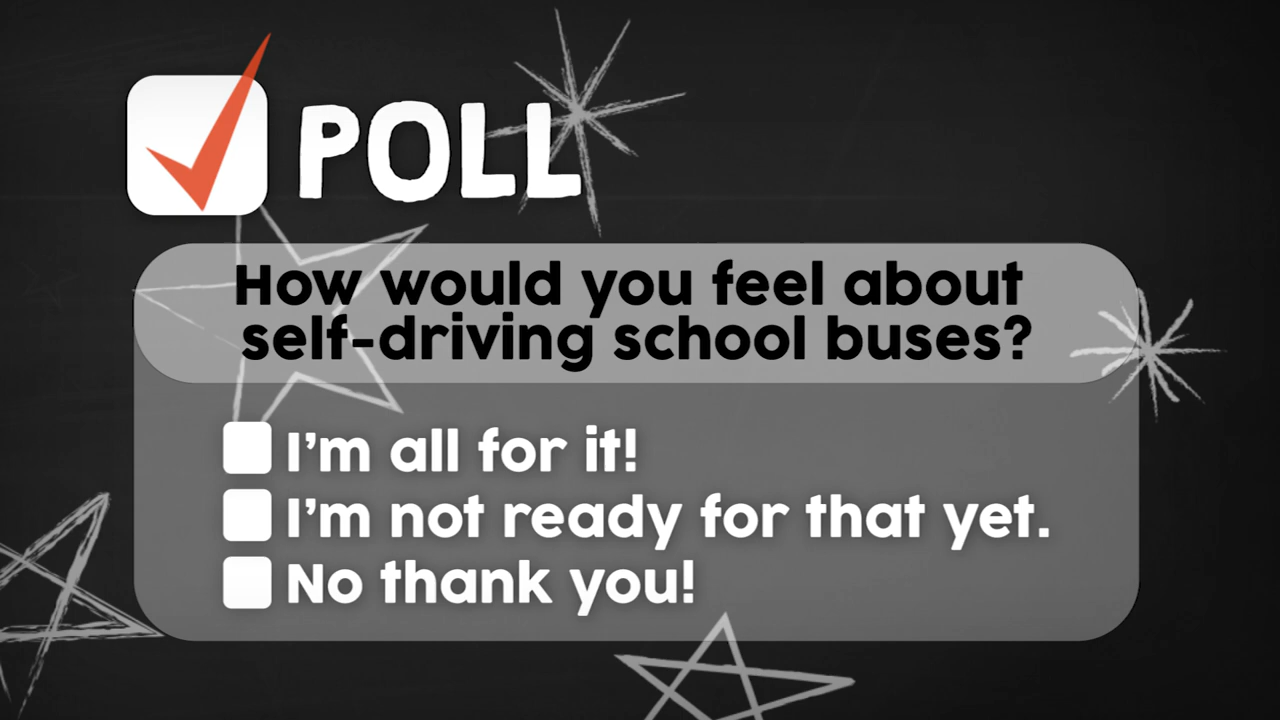 POLL
How would you feel about
self-driving school buses?
I'm all for it!
I'm not ready for that yet.
No thank you!